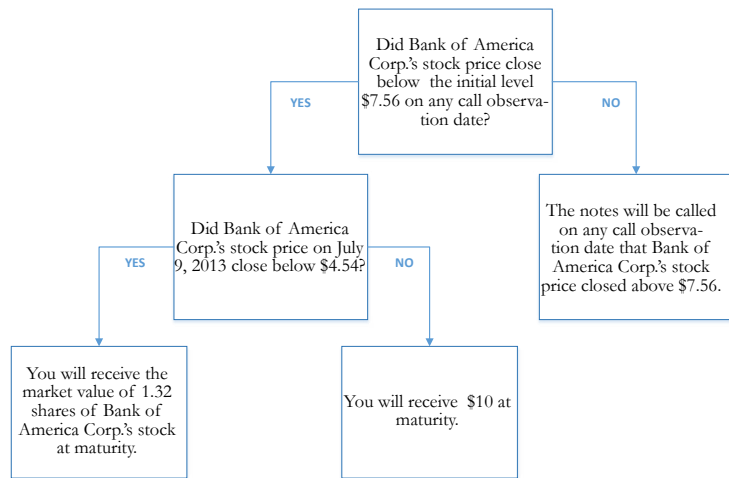 Did Bank of America
Corp.'s stock price close
below the initial level
$7.56 on any call observa-
tion date?
YES
NO
Did Bank of America
Corp.'s stock price on July
9, 2013 close below $4.54?
The notes will be called
on any call observa-
tion date that Bank of
America Corp.'s stock
price closed above $7.56.
YES
NO
You will receive the
market value of 1.32
shares of Bank of
America Corp.'s stock
at maturity.
You will receive $10 at
maturity.